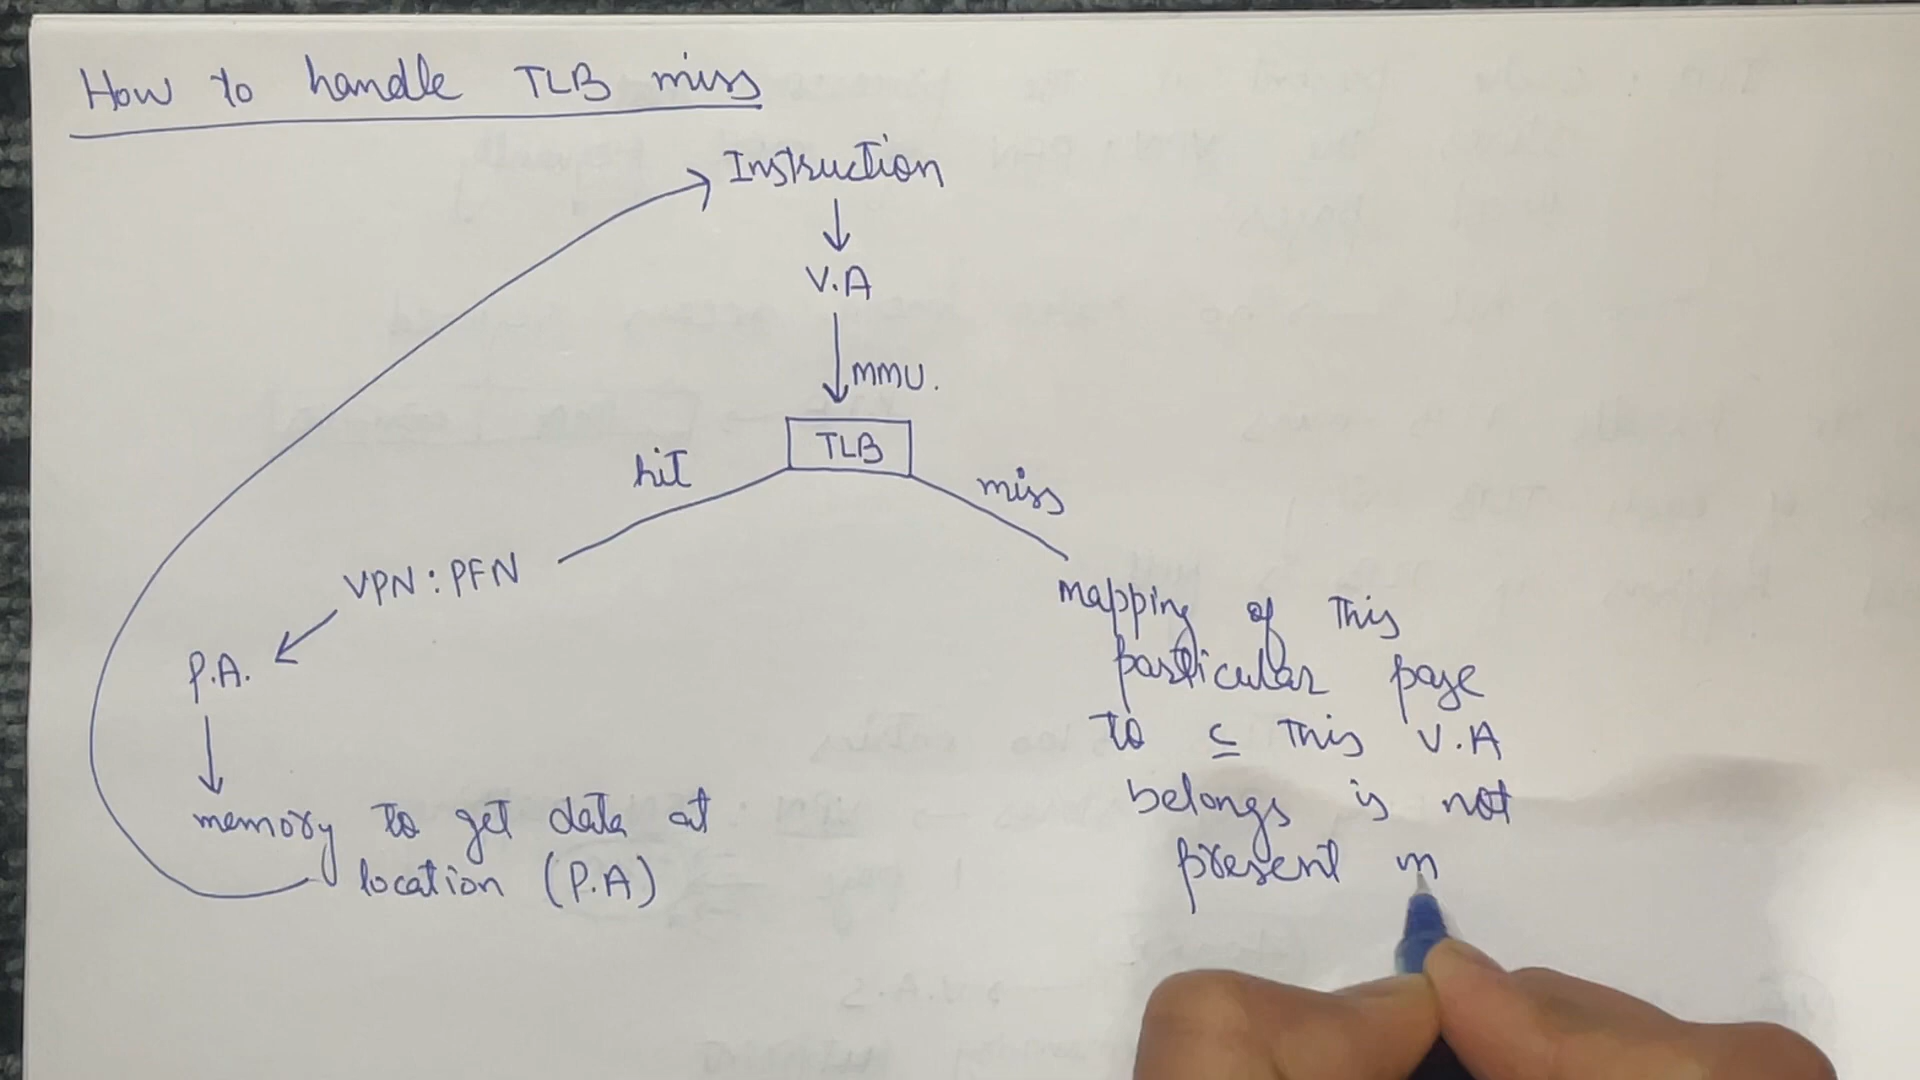 How to handle TLB miss
Instruction
V.A
MMU.
TLB
hit
miss
VPN : PFN
P.A.
memory to get data at
location (P.A)
mapping of this
particular page
to c this V.A
belongs is not
present in